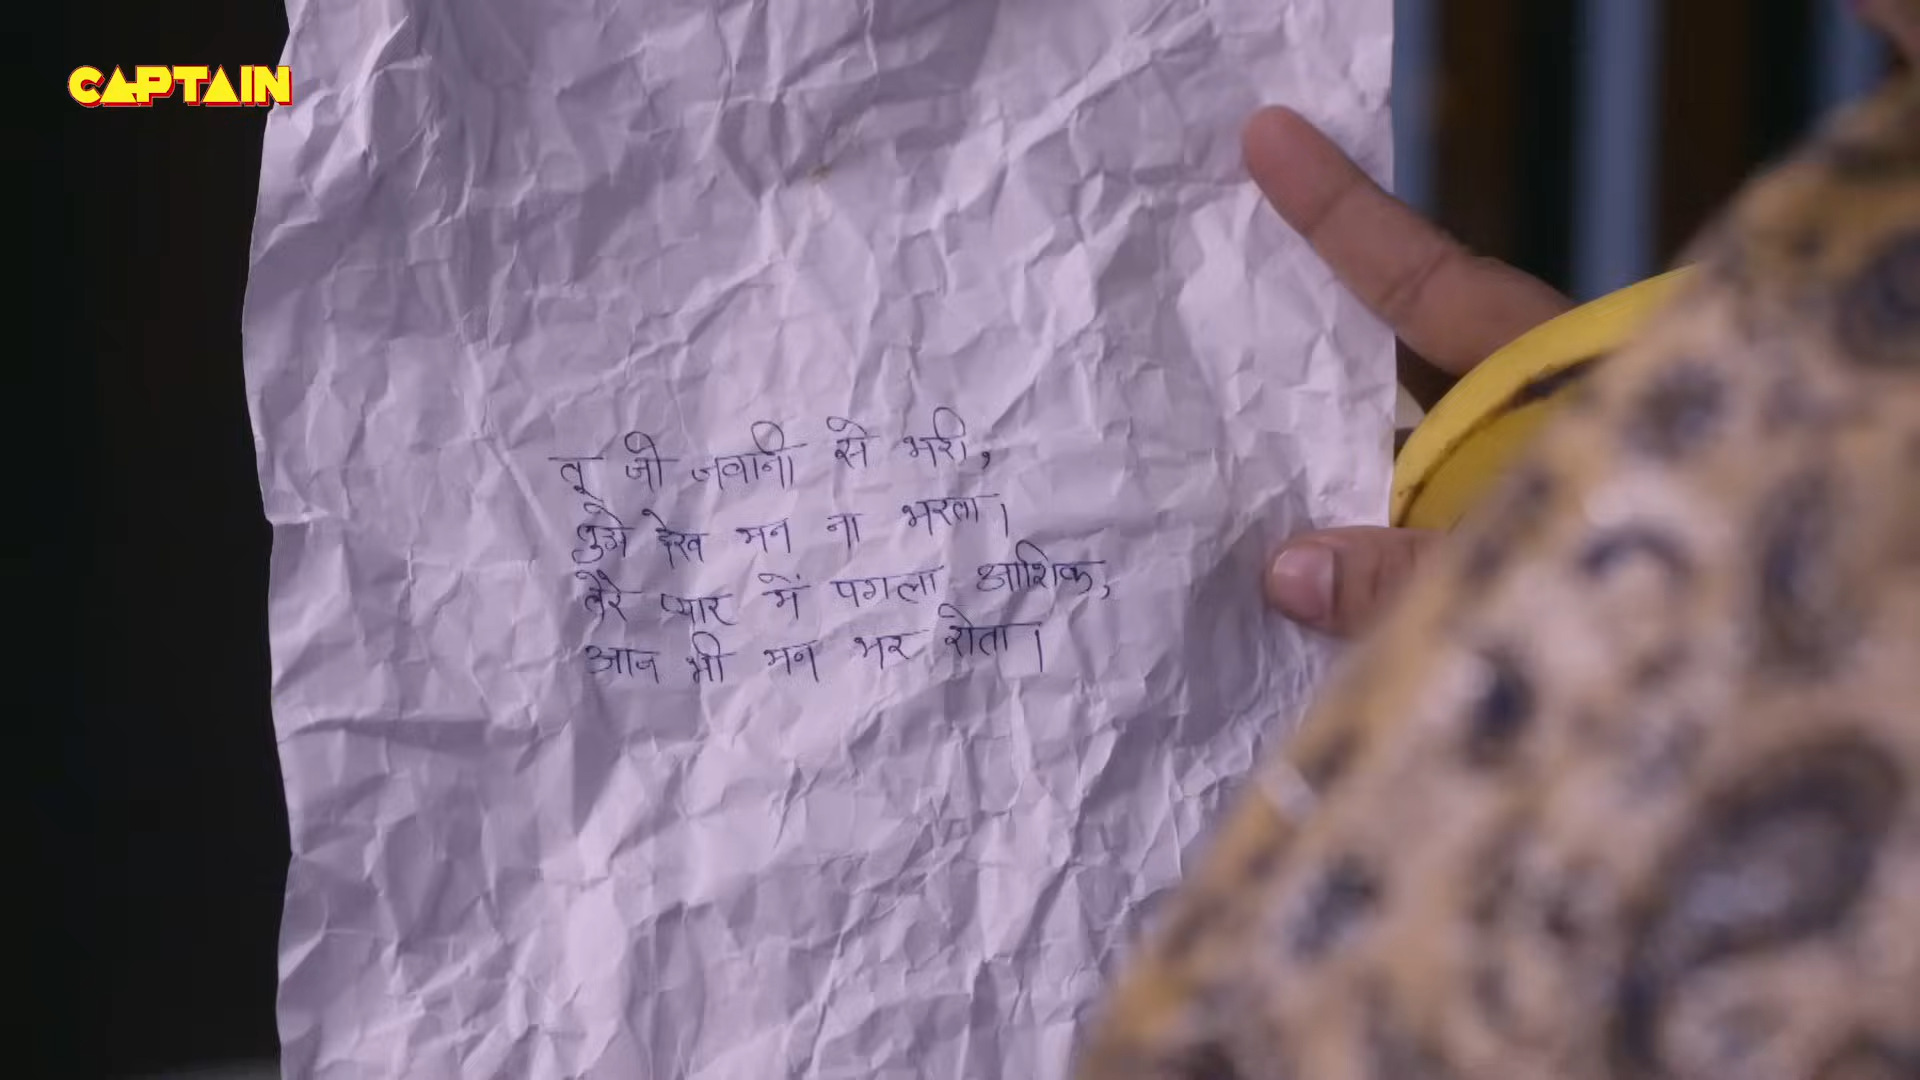 CAPTAIN
तू जो जवानी से भरी,
तुझे देख मन ना भरता।
तेरे प्यार में पगला आशिक,
आज भी मन भर रोता।